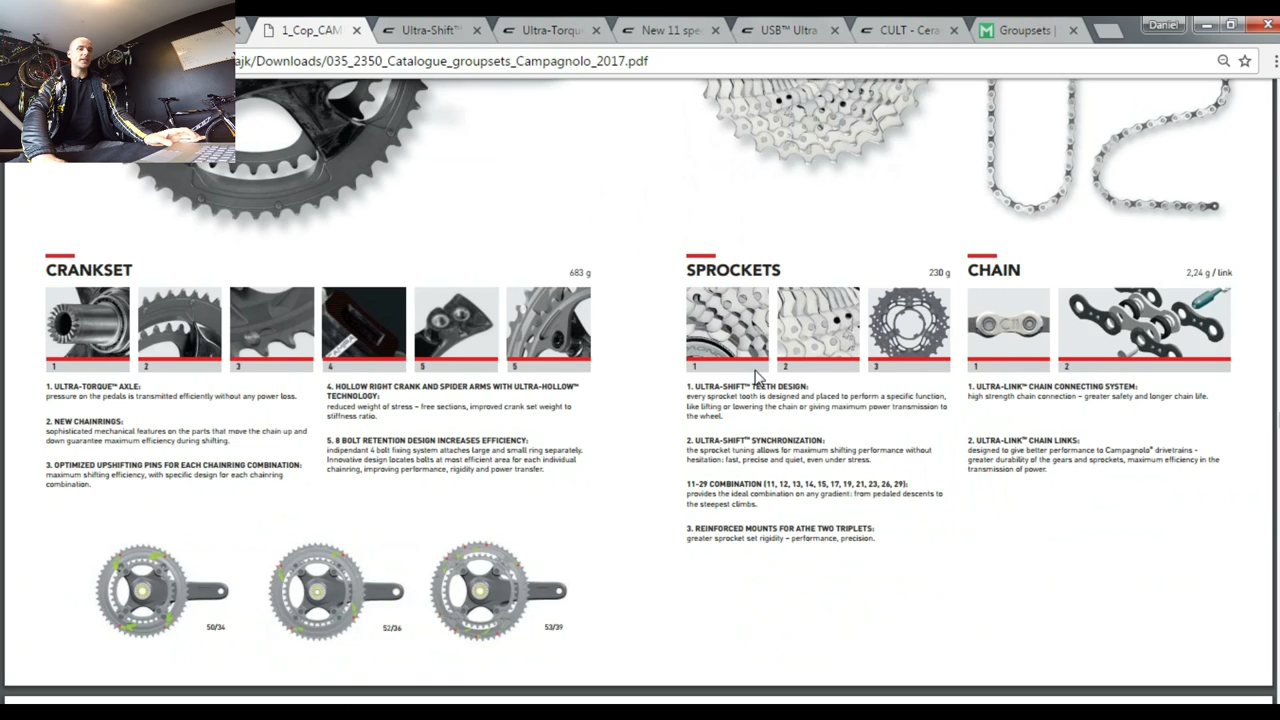 1_Cop_CAM
Ultra-Shift™
Ultra-Torqu
New 11 spe
USB™ Ultra
CULT - Cera
Groupsets |
Daniel
ajk/Downloads/035_2350_Catalogue_groupsets_Campagnolo_2017.pdf
CRANKSET
683 g
1
2
3
4
5
5
1. ULTRA-TORQUE™ AXLE:
pressure on the pedals is transmitted efficiently without any power loss.
2. NEW CHAINRINGS:
sophisticated mechanical features on the parts that move the chain up and
down guarantee maximum efficiency during shifting.
3. OPTIMIZED UPSHIFTING PINS FOR EACH CHAINRING COMBINATION:
maximum shifting efficiency, with specific design for each chainring
combination.
4. HOLLOW RIGHT CRANK AND SPIDER ARMS WITH ULTRA-HOLLOW™
TECHNOLOGY:
reduced weight of stress – free sections, improved crank set weight to
stiffness ratio.
5. 8 BOLT RETENTION DESIGN INCREASES EFFICIENCY:
indipendant 4 bolt fixing system attaches large and small ring separately.
Innovative design locates bolts at most efficient area for each individual
chainring, improving performance, rigidity and power transfer.
50/34
52/36
53/39
SPROCKETS
230 g
1
2
3
1. ULTRA-SHIFT™ TEETH DESIGN:
every sprocket tooth is designed and placed to perform a specific function,
like lifting or lowering the chain or giving maximum power transmission to
the wheel.
2. ULTRA-SHIFT™ SYNCHRONIZATION:
the sprocket tuning allows for maximum shifting performance without
hesitation: fast, precise and quiet, even under stress.
11-29 COMBINATION (11, 12, 13, 14, 15, 17, 19, 21, 23, 26, 29):
provides the ideal combination on any gradient: from pedaled descents to
the steepest climbs.
3. REINFORCED MOUNTS FOR ATHE TWO TRIPLETS:
greater sprocket set rigidity – performance, precision.
CHAIN
2,24 g / link
C11
1
2
1. ULTRA-LINK™ CHAIN CONNECTING SYSTEM:
high strength chain connection – greater safety and longer chain life.
2. ULTRA-LINK™ CHAIN LINKS:
designed to give better performance to Campagnolo® drivetrains -
greater durability of the gears and sprockets, maximum efficiency in the
transmission of power.